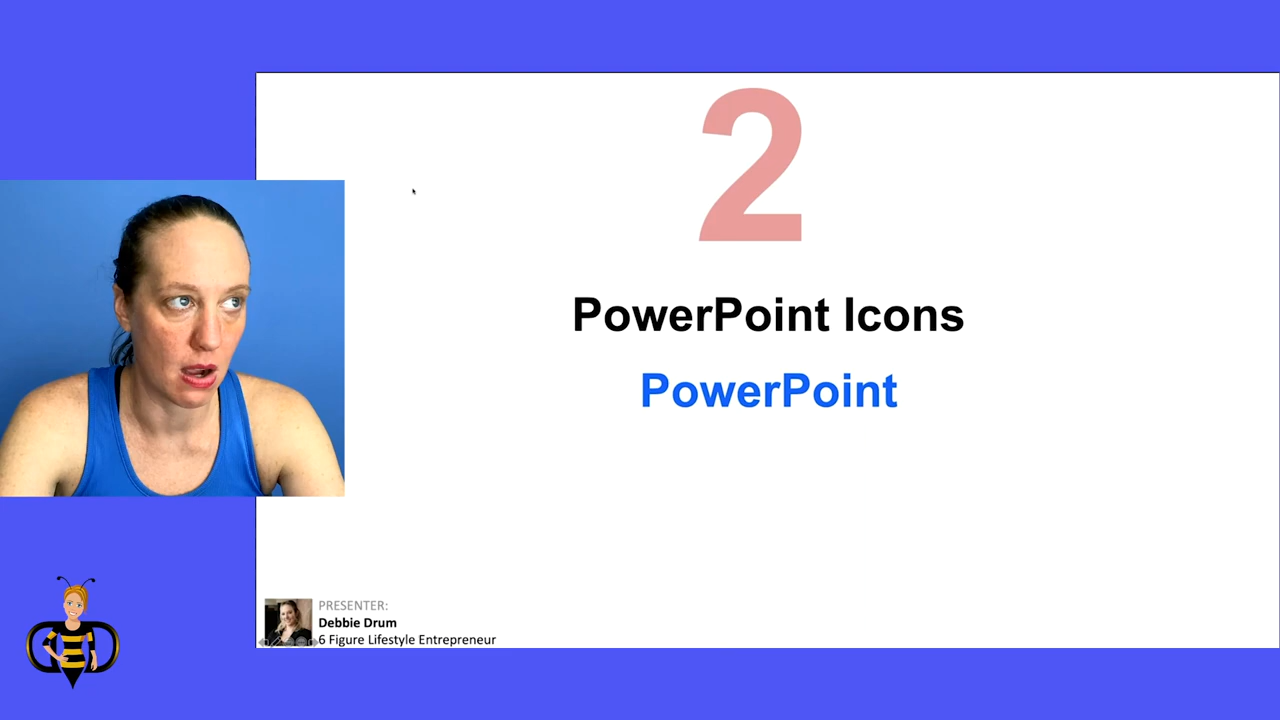 2
PowerPoint Icons
PowerPoint
PRESENTER:
Debbie Drum
6 Figure Lifestyle Entrepreneur